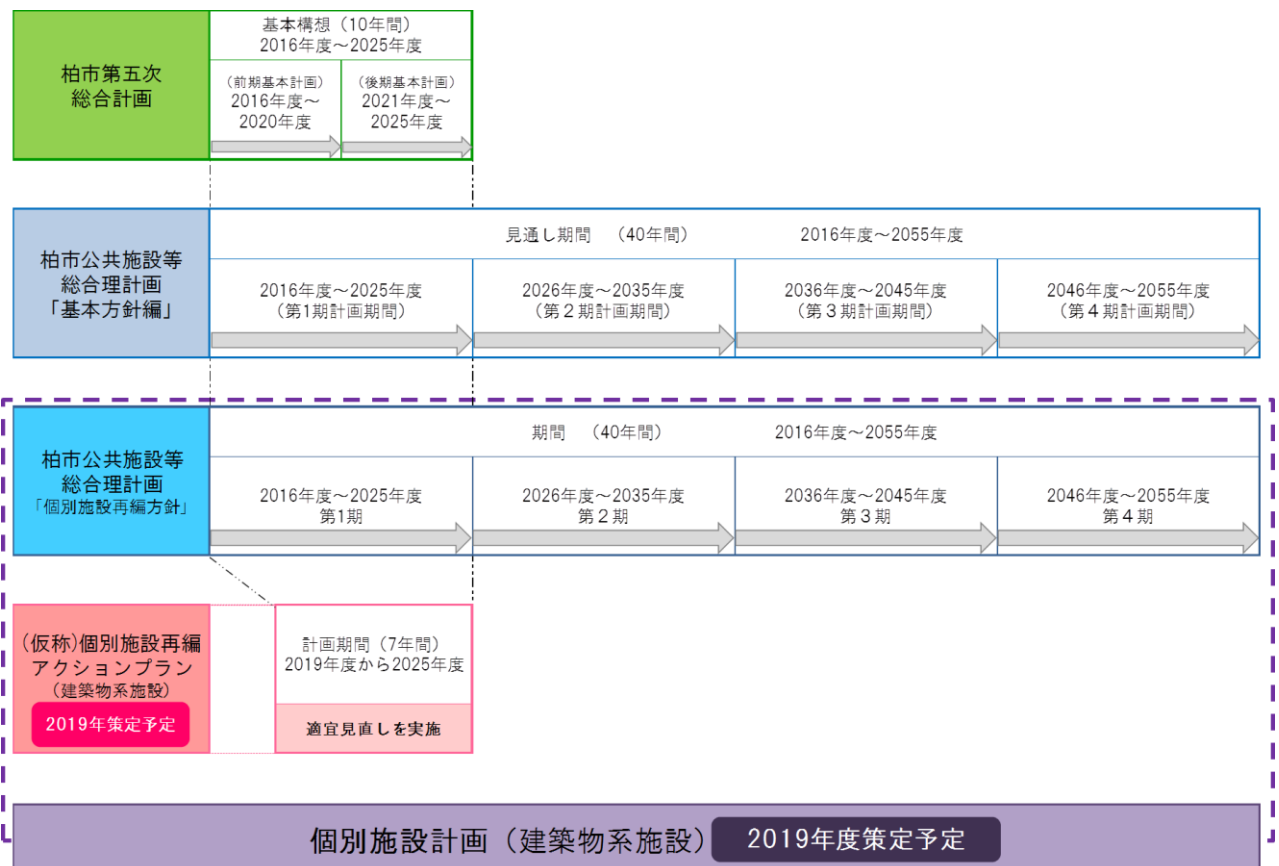 柏市第五次
総合計画
基本構想（10年間）
2016年度～2025年度
(前期基本計画)
2016年度～
2020年度
(後期基本計画)
2021年度～
2025年度
柏市公共施設等
総合理計画
「基本方針編」
見通し期間　（40年間）　2016年度～2055年度
2016年度～2025年度
(第1期計画期間)
2026年度～2035年度
(第２期計画期間)
2036年度～2045年度
(第３期計画期間)
2046年度～2055年度
(第４期計画期間)
柏市公共施設等
総合理計画
「個別施設再編方針」
期間　（40年間）　2016年度～2055年度
2016年度～2025年度
第1期
2026年度～2035年度
第２期
2036年度～2045年度
第３期
2046年度～2055年度
第４期
(仮称)個別施設再編
アクションプラン
(建築物系施設)
2019年策定予定
計画期間（7年間）
2019年度から2025年度
適宜見直しを実施
個別施設計画（建築物系施設）　2019年度策定予定